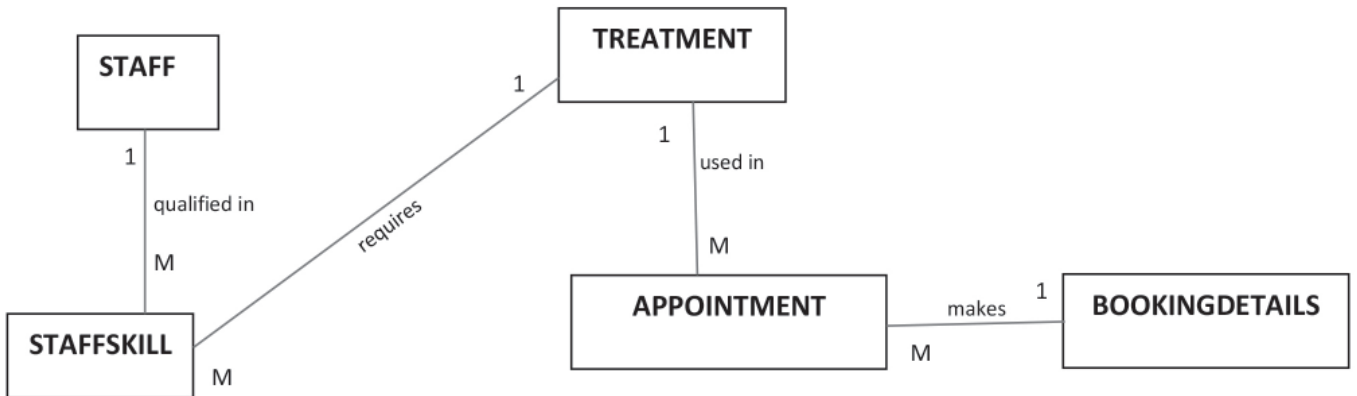 STAFF
TREATMENT
1
1
1
used in
qualified in
requires
M
M
STAFFSKILL
M
APPOINTMENT
makes
1
M
BOOKINGDETAILS